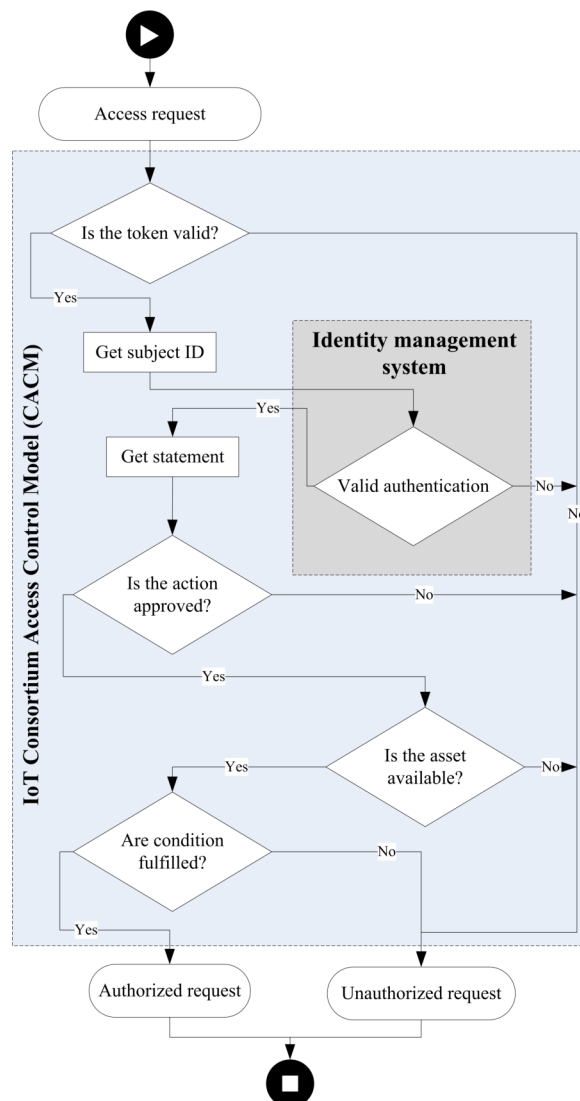 Access request
Is the token valid?
Yes
Get subject ID
Identity management
system
Yes
Get statement
Valid authentication
No
No
Is the action
approved?
No
Yes
Is the asset
available?
Yes
No
Are condition
fulfilled?
No
Yes
Authorized request
Unauthorized request
IoT Consortium Access Control Model (CACM)